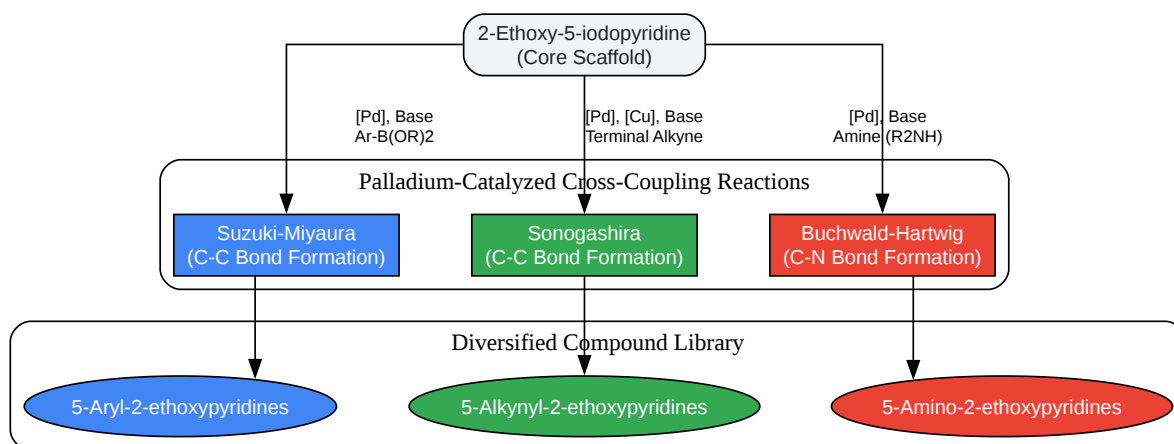 2-Ethoxy-5-iodopyridine
(Core Scaffold)
[Pd], Base
Ar-B(OR)2
[Pd], [Cu], Base
Terminal Alkyne
[Pd], Base
Amine (R2NH)
Palladium-Catalyzed Cross-Coupling Reactions
Suzuki-Miyaura
(C-C Bond Formation)
Sonogashira
(C-C Bond Formation)
Buchwald-Hartwig
(C-N Bond Formation)
Diversified Compound Library
5-Aryl-2-ethoxypyridines
5-Alkynyl-2-ethoxypyridines
5-Amino-2-ethoxypyridines